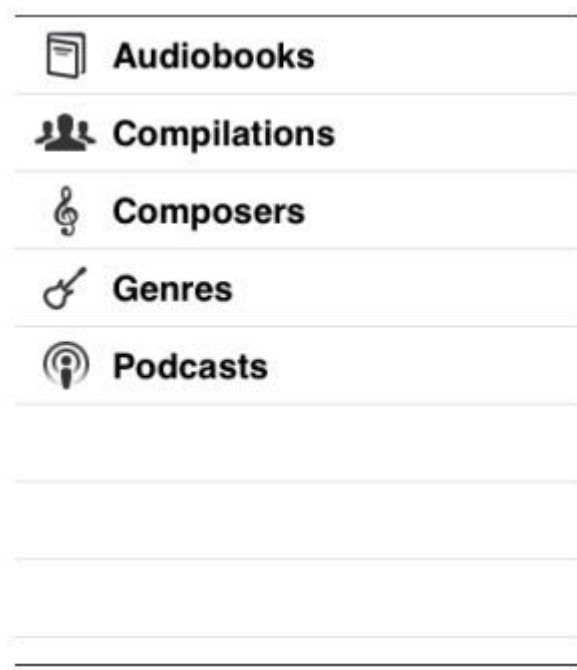 Audiobooks
Compilations
Composers
Genres
Podcasts